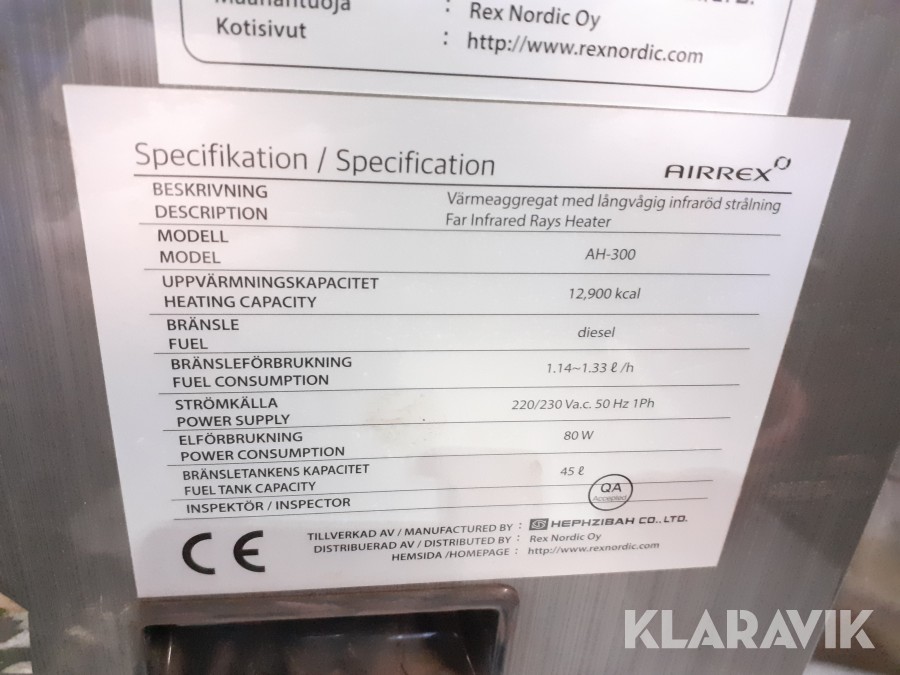 Maahantuoja : Rex Nordic Oy
Kotisivut : http://www.rexnordic.com
Specifikation / Specification AIRREX
BESKRIVNING Värmeaggregat med långvågig infraröd strålning
DESCRIPTION Far Infrared Rays Heater
MODELL
MODEL AH-300
UPPVÄRMNINGSKAPACITET
HEATING CAPACITY 12,900 kcal
BRÄNSLE
FUEL diesel
BRÄNSLEFÖRBRUKNING
FUEL CONSUMPTION 1.14~1.33 ℓ /h
STRÖMKÄLLA
POWER SUPPLY 220/230 Va.c. 50 Hz 1Ph
ELFÖRBRUKNING
POWER CONSUMPTION 80 W
BRÄNSLETANKENS KAPACITET
FUEL TANK CAPACITY 45 ℓ
INSPEKTÖR / INSPECTOR QA
Accepted
TILLVERKAD AV / MANUFACTURED BY : HEPHZIBAH CO., LTD.
DISTRIBUERAD AV / DISTRIBUTED BY : Rex Nordic Oy
HEMSIDA /HOMEPAGE : http://www.rexnordic.com
CE
KLARAVIK